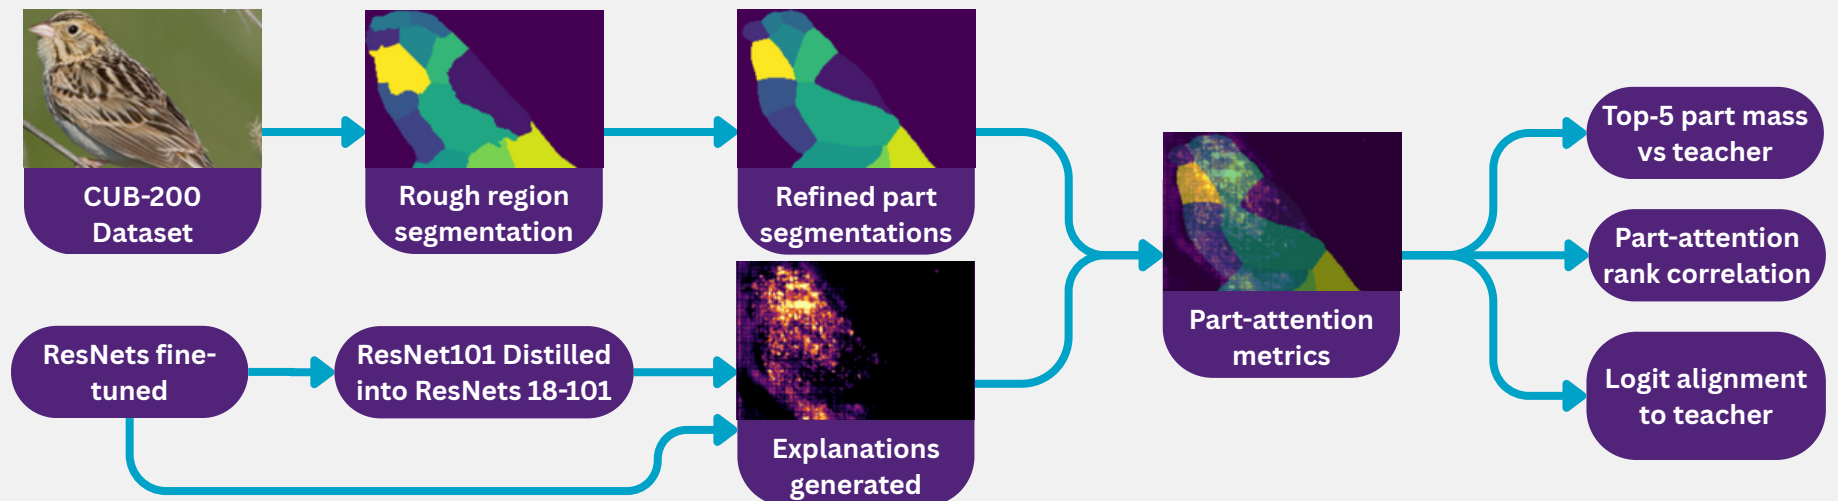 CUB-200
Dataset
Rough region
segmentation
Refined part
segmentations
ResNets fine-
tuned
ResNet101 Distilled
into ResNets 18-101
Explanations
generated
Part-attention
metrics
Top-5 part mass
vs teacher
Part-attention
rank correlation
Logit alignment
to teacher